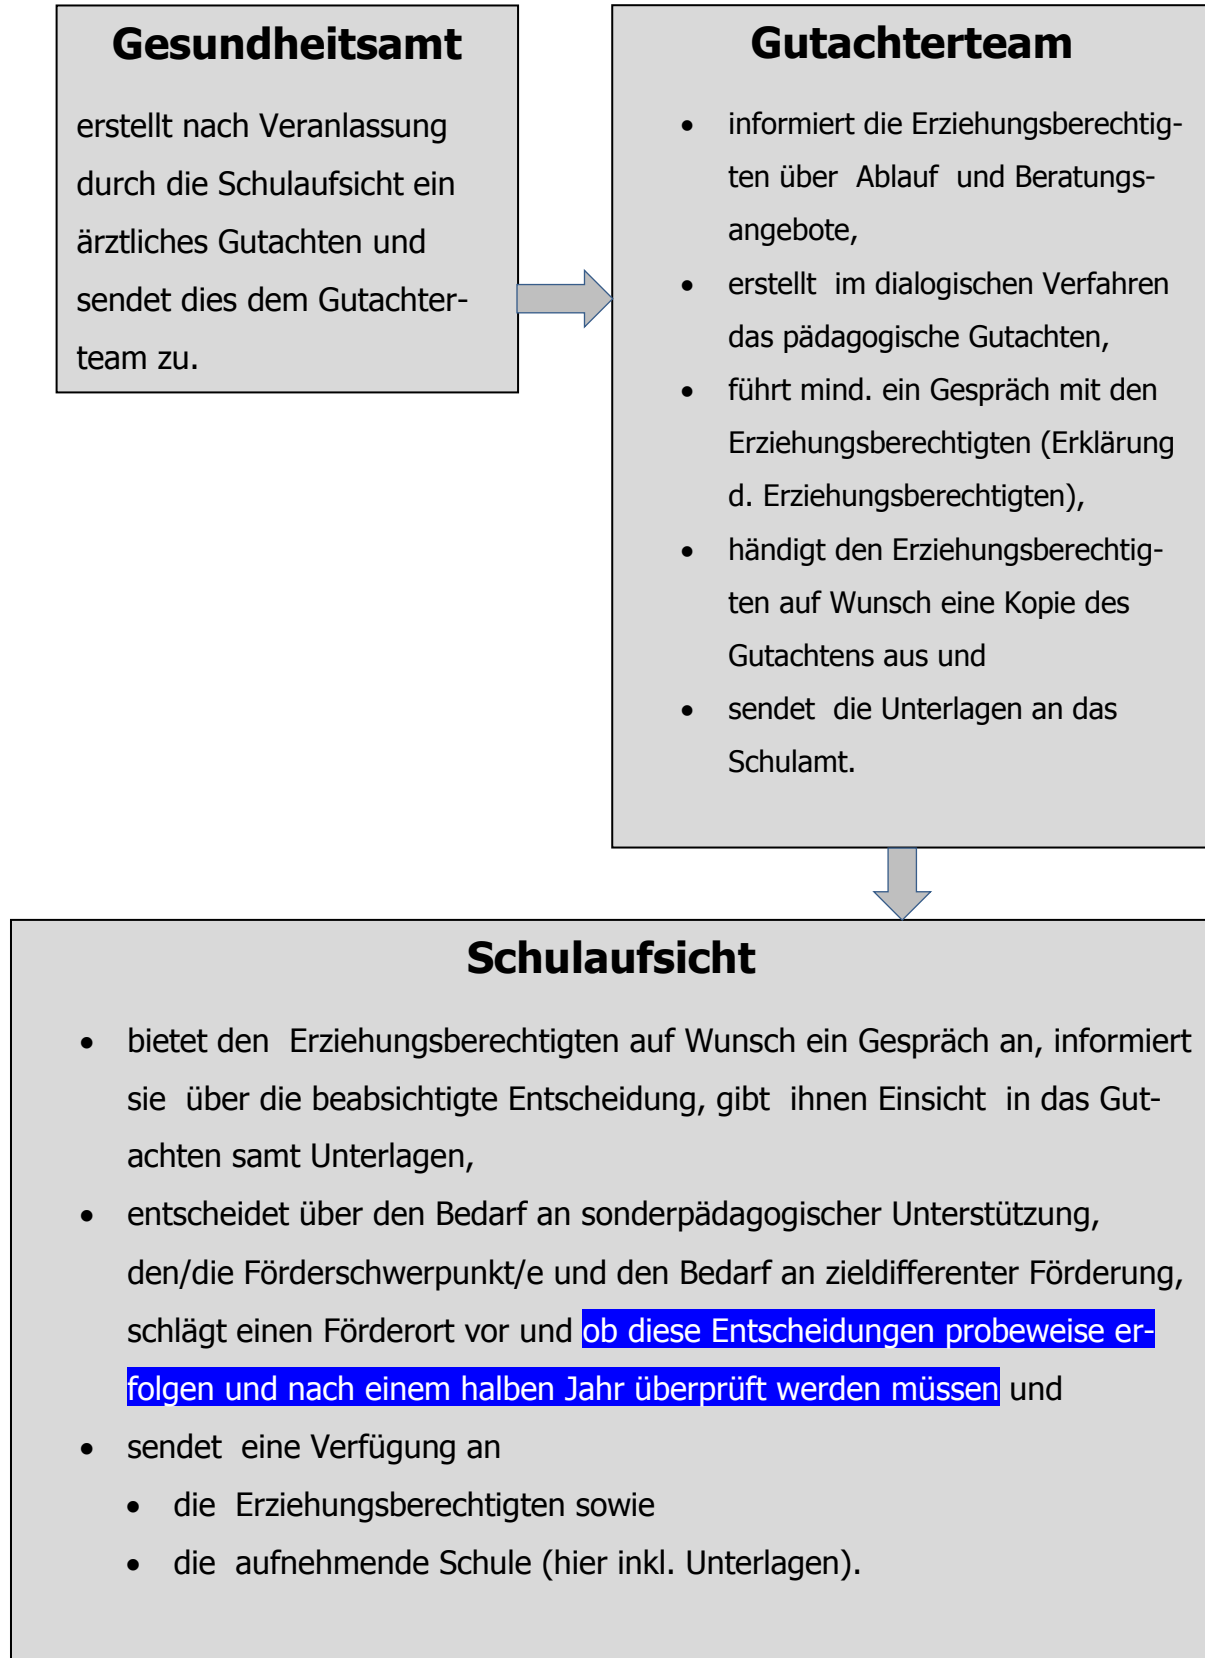 Gesundheitsamt
erstellt nach Veranlassung
durch die Schulaufsicht ein
ärztliches Gutachten und
sendet dies dem Gutachter-
team zu.
Gutachterteam
• informiert die Erziehungsberechtig-
ten über Ablauf und Beratungs-
angebote,
• erstellt im dialogischen Verfahren
das pädagogische Gutachten,
• führt mind. ein Gespräch mit den
Erziehungsberechtigten (Erklärung
d. Erziehungsberechtigten),
• händigt den Erziehungsberechtig-
ten auf Wunsch eine Kopie des
Gutachtens aus und
• sendet die Unterlagen an das
Schulamt.
Schulaufsicht
• bietet den Erziehungsberechtigten auf Wunsch ein Gespräch an, informiert
sie über die beabsichtigte Entscheidung, gibt ihnen Einsicht in das Gut-
achten samt Unterlagen,
• entscheidet über den Bedarf an sonderpädagogischer Unterstützung,
den/die Förderschwerpunkt/e und den Bedarf an zieldifferenter Förderung,
schlägt einen Förderort vor und ob diese Entscheidungen probeweise er-
folgen und nach einem halben Jahr überprüft werden müssen und
• sendet eine Verfügung an
• die Erziehungsberechtigten sowie
• die aufnehmende Schule (hier inkl. Unterlagen).